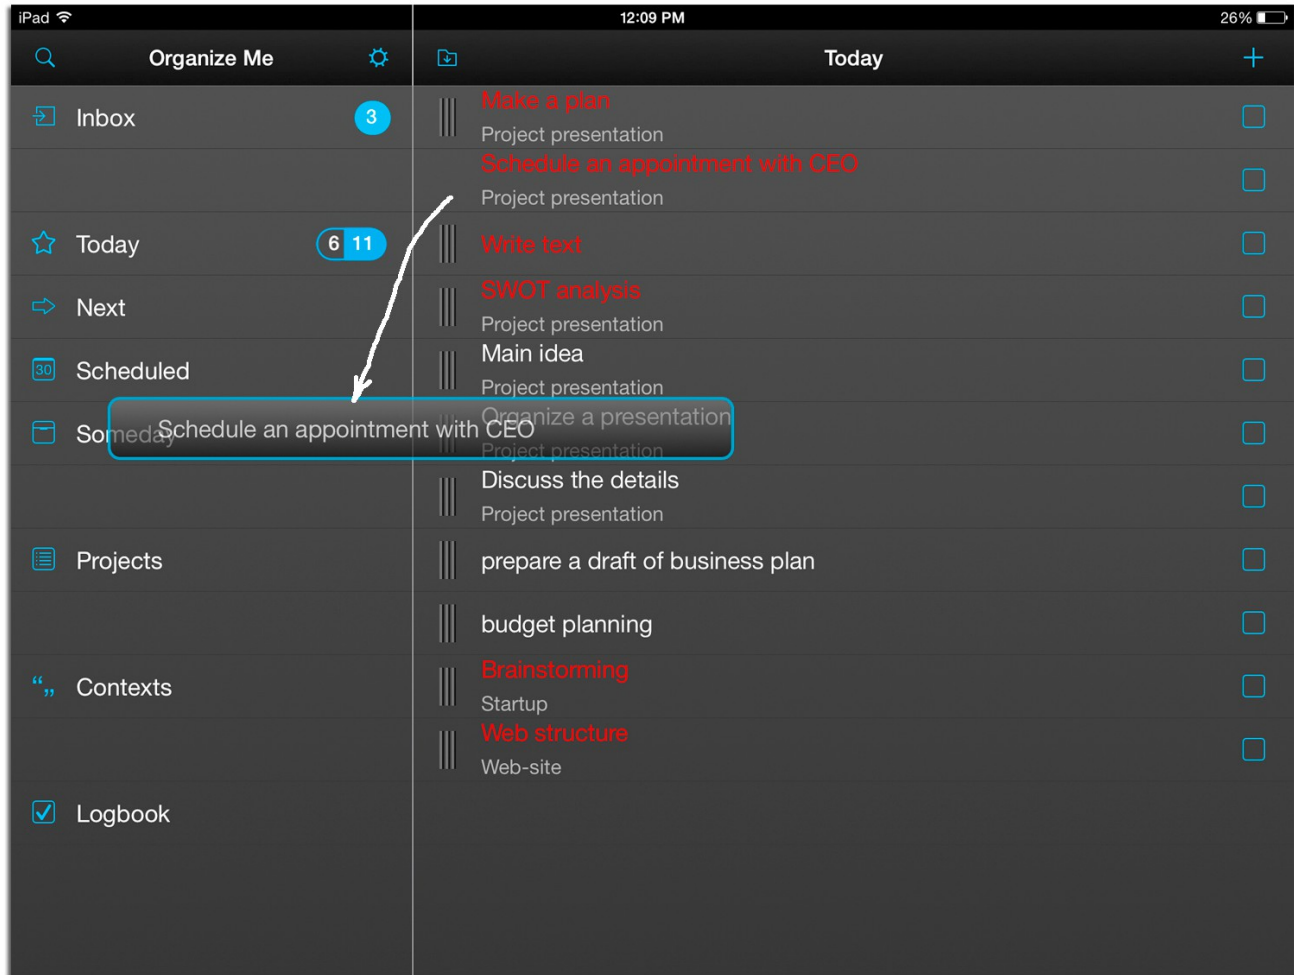 iPad 12:09 PM 26%
Organize Me
Today
Inbox 3
Today 6 11
Next
30 Scheduled
Someday
Projects
“„ Contexts
Logbook
Make a plan
Project presentation
Schedule an appointment with CEO
Project presentation
Write text
SWOT analysis
Project presentation
Main idea
Project presentation
Schedule an appointment with CEO
Organize a presentation
Project presentation
Discuss the details
Project presentation
prepare a draft of business plan
budget planning
Brainstorming
Startup
Web structure
Web-site